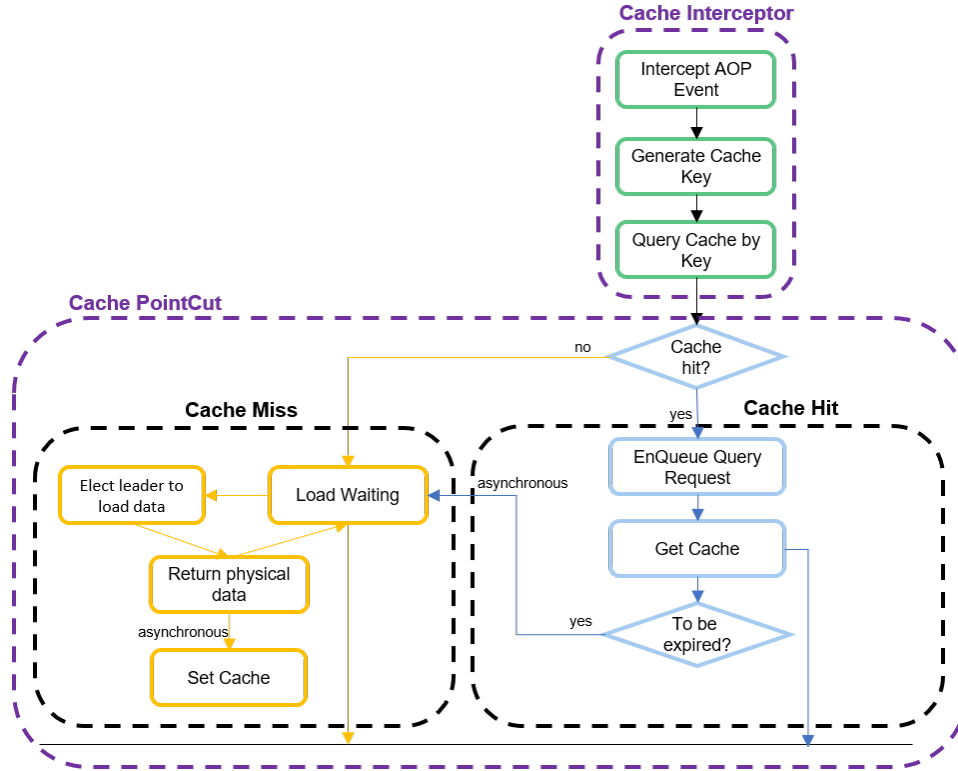 Cache Interceptor
Intercept AOP
Event
Generate Cache
Key
Query Cache by
Key
Cache PointCut
Cache
hit?
no
yes
Cache Miss
Cache Hit
Elect leader to
load data
Load Waiting
asynchronous
EnQueue Query
Request
Get Cache
Return physical
data
asynchronous
yes
To be
expired?
Set Cache